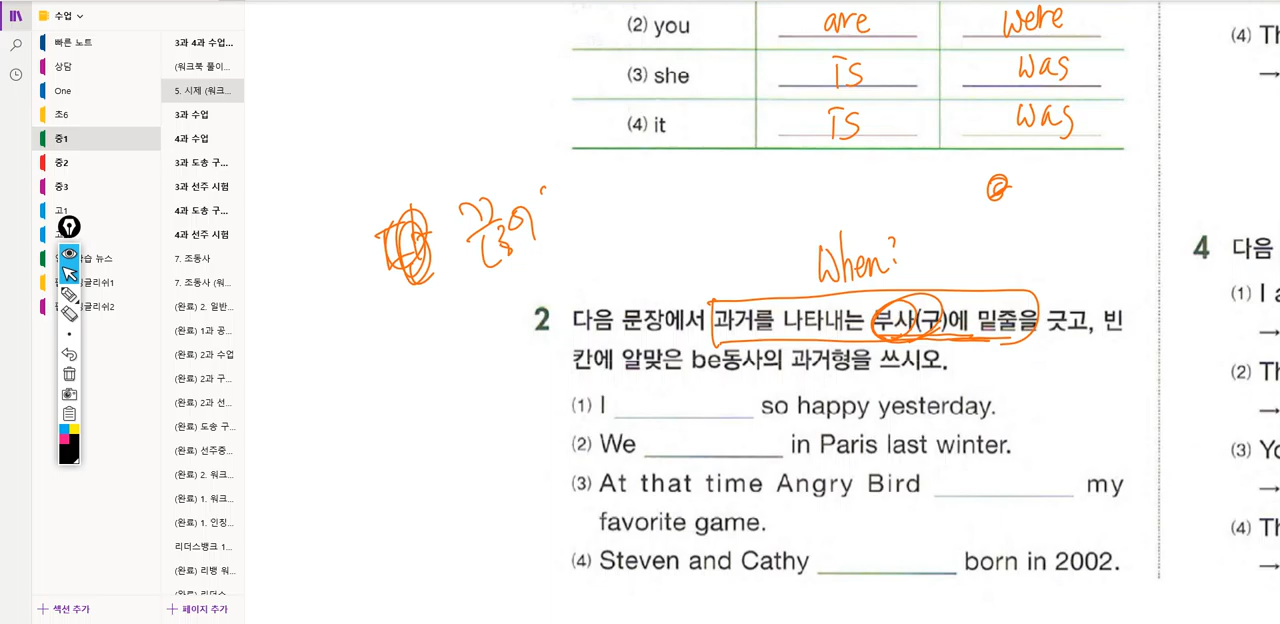 수업
빠른 노트
상담
One
초6
중1
중2
중3
고1
습 뉴스
글리쉬1
글리쉬2
섹션 추가
3과 4과 수업...
(워크북 풀이...
5. 시제 (워크...
3과 수업
4과 수업
3과 도송 구...
3과 선주 시험
4과 도송 구...
4과 선주 시험
7. 조동사
7. 조동사 (워...
(완료) 2. 일반...
(완료) 1과 공...
(완료) 2과 수업
(완료) 2과 구...
(완료) 2과 선...
(완료) 도송 구...
(완료) 선주중...
(완료) 2. 워크...
(완료) 1. 워크...
(완료) 1. 인칭...
리더스뱅크 1...
(완료) 리뱅 워...
페이지 추가
(2) you are were
(3) she is was
(4) it is was
When?
2 다음 문장에서 과거를 나타내는 부사(구)에 밑줄을 긋고, 빈
칸에 알맞은 be동사의 과거형을 쓰시오.
(1) I so happy yesterday.
(2) We in Paris last winter.
(3) At that time Angry Bird my
favorite game.
(4) Steven and Cathy born in 2002.
(4) Th
→
4 다음
(1) I a
→
(2) Th
→
(3) Yo
→
(4) Th
→